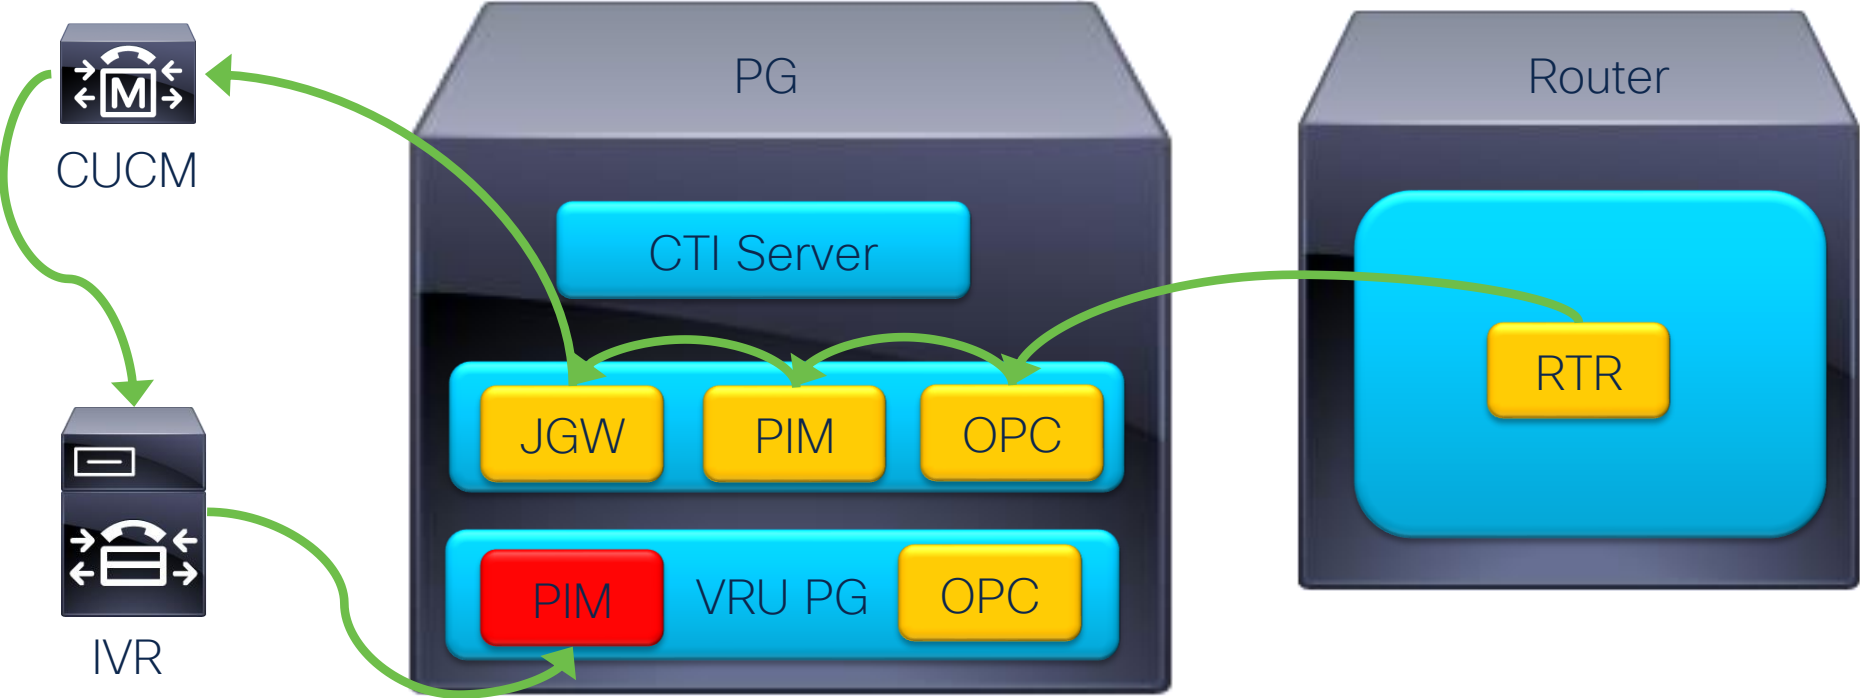 PG
Router
M
CUCM
CTI Server
RTR
JGW
PIM
OPC
PIM
VRU PG
OPC
IVR